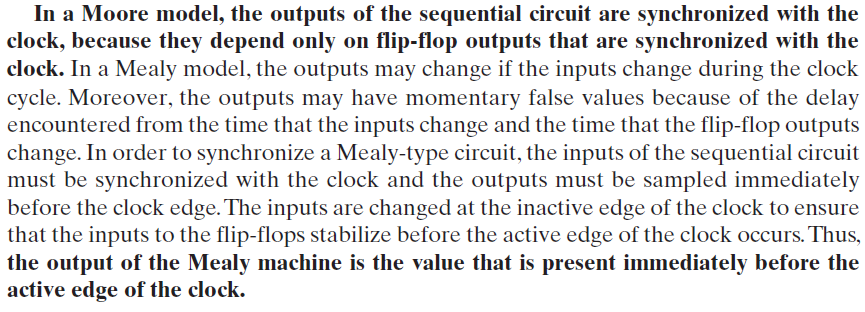 In a Moore model, the outputs of the sequential circuit are synchronized with the
clock, because they depend only on flip-flop outputs that are synchronized with the
clock. In a Mealy model, the outputs may change if the inputs change during the clock
cycle. Moreover, the outputs may have momentary false values because of the delay
encountered from the time that the inputs change and the time that the flip-flop outputs
change. In order to synchronize a Mealy-type circuit, the inputs of the sequential circuit
must be synchronized with the clock and the outputs must be sampled immediately
before the clock edge. The inputs are changed at the inactive edge of the clock to ensure
that the inputs to the flip-flops stabilize before the active edge of the clock occurs. Thus,
the output of the Mealy machine is the value that is present immediately before the
active edge of the clock.